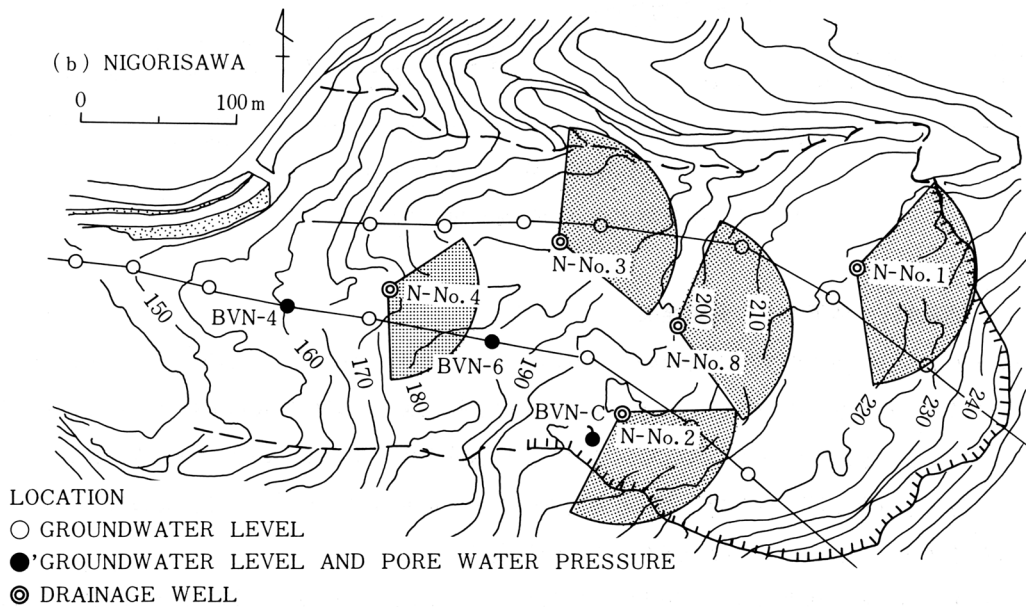 (b) NIGORISAWA
0 100m
N-No.3
N-No.1
N-No.4
BVN-4
150
160
170
180
BVN-6
190
200
210
N-No.8
220
230
240
BVN-C
N-No.2
LOCATION
GROUNDWATER LEVEL
GROUNDWATER LEVEL AND PORE WATER PRESSURE
DRAINAGE WELL